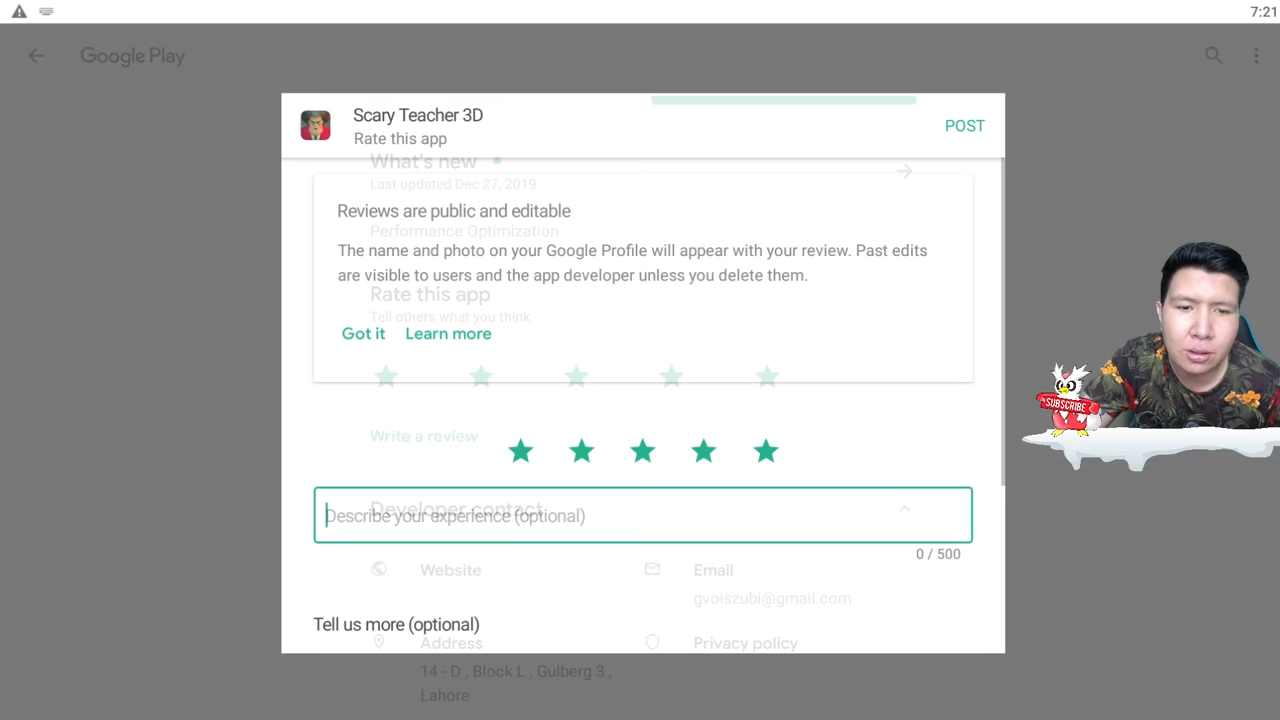 7:21
Google Play
Scary Teacher 3D
Rate this app
POST
What's new
Last updated Dec 27, 2019
Reviews are public and editable
Performance Optimization
The name and photo on your Google Profile will appear with your review. Past edits
are visible to users and the app developer unless you delete them.
Rate this app
Tell others what you think
Got it Learn more
Write a review
SUBSCRIBE
Developer contact
Describe your experience (optional)
0 / 500
Website
Email
gvoiszubi@gmail.com
Tell us more (optional)
Address
Privacy policy
14 - D , Block L , Gulberg 3 ,
Lahore